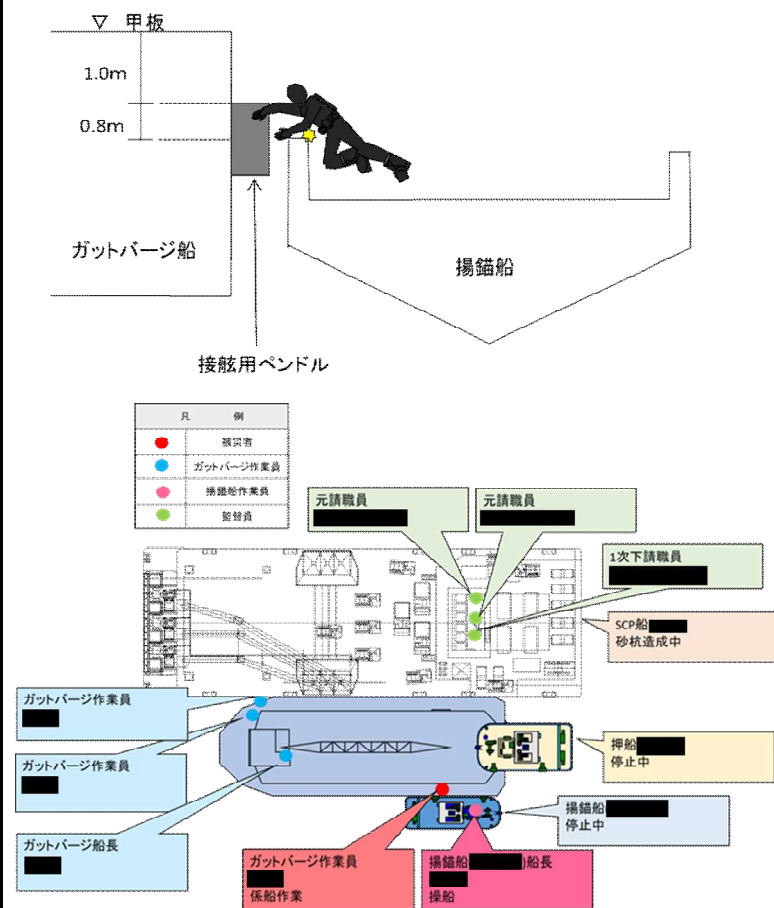 ▽ 甲板
1.0m
0.8m
ガットバージ船
揚錨船
接舷用ペンドル
凡 例
被災者
ガットバージ作業員
揚錨船作業員
監督員
元請職員
元請職員
1次下請職員
SCP船
砂杭造成中
ガットバージ作業員
ガットバージ作業員
ガットバージ船長
押船
停止中
揚錨船
停止中
ガットバージ作業員
係船作業
揚錨船 )船長
操船